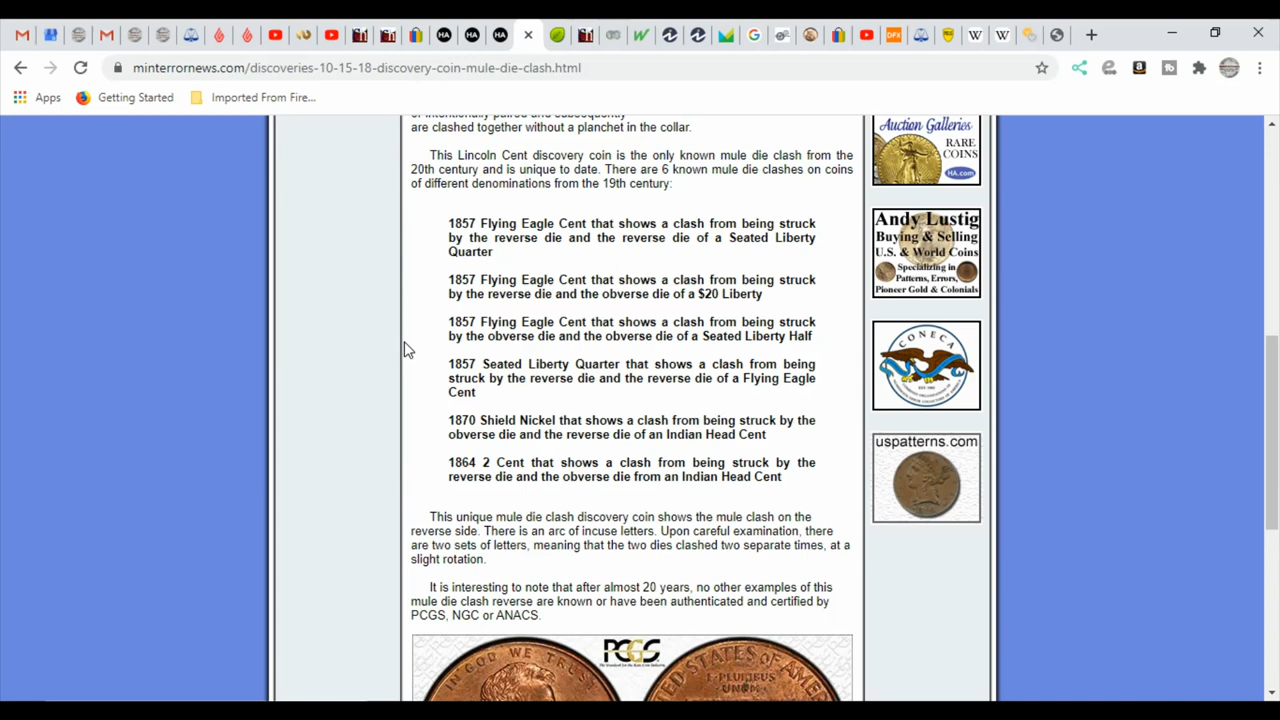 minterrornews.com/discoveries-10-15-18-discovery-coin-mule-die-clash.html
Apps
Getting Started
Imported From Fire...
or intentionally paired and subsequently
are clashed together without a planchet in the collar.
This Lincoln Cent discovery coin is the only known mule die clash from the
20th century and is unique to date. There are 6 known mule die clashes on coins
of different denominations from the 19th century:
1857 Flying Eagle Cent that shows a clash from being struck
by the reverse die and the reverse die of a Seated Liberty
Quarter
1857 Flying Eagle Cent that shows a clash from being struck
by the reverse die and the obverse die of a $20 Liberty
1857 Flying Eagle Cent that shows a clash from being struck
by the obverse die and the obverse die of a Seated Liberty Half
1857 Seated Liberty Quarter that shows a clash from being
struck by the reverse die and the reverse die of a Flying Eagle
Cent
1870 Shield Nickel that shows a clash from being struck by the
obverse die and the reverse die of an Indian Head Cent
1864 2 Cent that shows a clash from being struck by the
reverse die and the obverse die from an Indian Head Cent
This unique mule die clash discovery coin shows the mule clash on the
reverse side. There is an arc of incuse letters. Upon careful examination, there
are two sets of letters, meaning that the two dies clashed two separate times, at a
slight rotation.
It is interesting to note that after almost 20 years, no other examples of this
mule die clash reverse are known or have been authenticated and certified by
PCGS, NGC or ANACS.
PCGS
IN GOD WE TRUST
UNITED STATES OF AMERICA
E PLURIBUS
UNUM
Auction Galleries
RARE
COINS
HA.com
Andy Lustig
Buying & Selling
U.S. & World Coins
Specializing in
Patterns, Errors,
Pioneer Gold & Colonials
CONECA
uspatterns.com